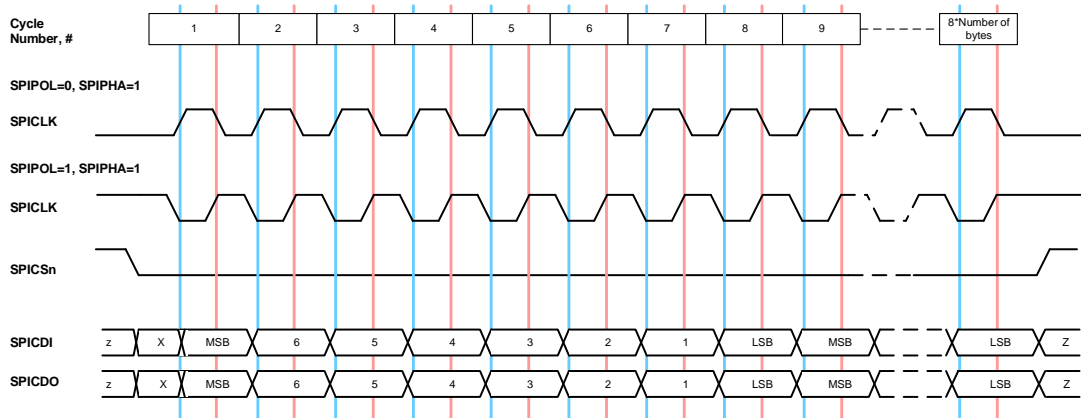 Cycle
Number, #
1 2 3 4 5 6 7 8 9
8*Number of
bytes
SPIPOL=0, SPIPHA=1
SPICLK
SPIPOL=1, SPIPHA=1
SPICLK
SPICSn
SPICDI z X MSB 6 5 4 3 2 1 LSB MSB LSB Z
SPICDO z X MSB 6 5 4 3 2 1 LSB MSB LSB Z